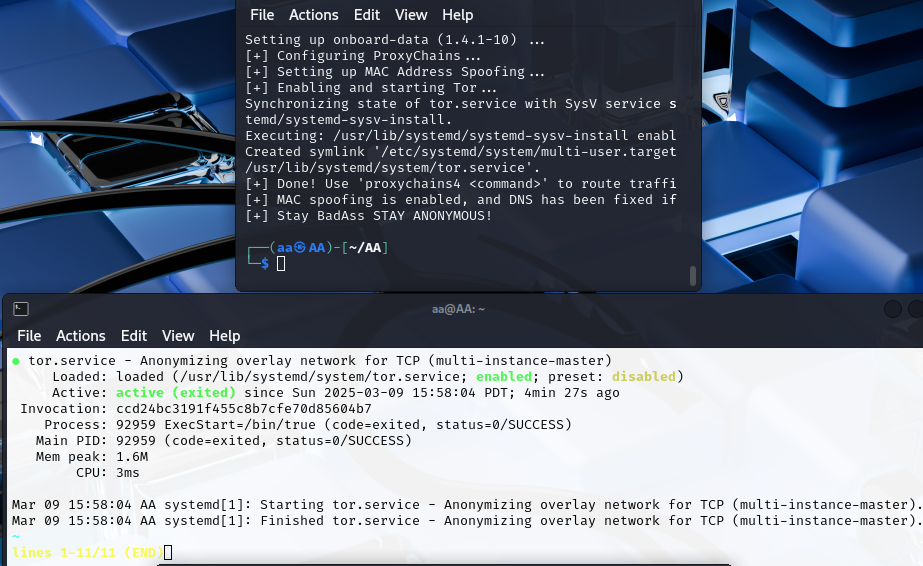 File Actions Edit View Help
Setting up onboard-data (1.4.1-10) ...
[+] Configuring ProxyChains...
[+] Setting up MAC Address Spoofing...
[+] Enabling and starting Tor...
Synchronizing state of tor.service with SysV service s
temd/systemd-sysv-install.
Executing: /usr/lib/systemd/systemd-sysv-install enabl
Created symlink '/etc/systemd/system/multi-user.target
/usr/lib/systemd/system/tor.service'.
[+] Done! Use 'proxychains4 <command>' to route traffi
[+] MAC spoofing is enabled, and DNS has been fixed if
[+] Stay BadAss STAY ANONYMOUS!
┌──(aa㉿AA)-[~/AA]
└─$
aa@AA: ~
File Actions Edit View Help
● tor.service - Anonymizing overlay network for TCP (multi-instance-master)
Loaded: loaded (/usr/lib/systemd/system/tor.service; enabled; preset: disabled)
Active: active (exited) since Sun 2025-03-09 15:58:04 PDT; 4min 27s ago
Invocation: ccd24bc3191f455c8b7cfe70d85604b7
Process: 92959 ExecStart=/bin/true (code=exited, status=0/SUCCESS)
Main PID: 92959 (code=exited, status=0/SUCCESS)
Mem peak: 1.6M
CPU: 3ms
Mar 09 15:58:04 AA systemd[1]: Starting tor.service - Anonymizing overlay network for TCP (multi-instance-master).
Mar 09 15:58:04 AA systemd[1]: Finished tor.service - Anonymizing overlay network for TCP (multi-instance-master).
~
lines 1-11/11 (END)